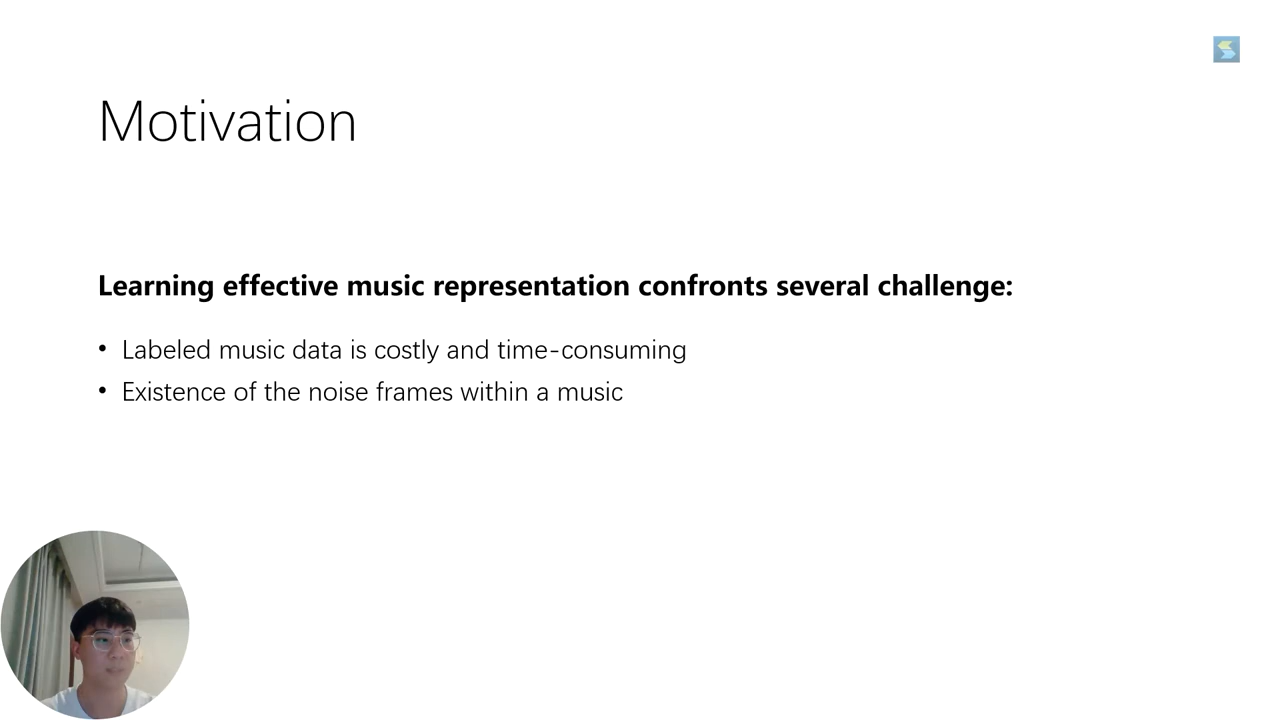 Motivation
Learning effective music representation confronts several challenge:
• Labeled music data is costly and time-consuming
• Existence of the noise frames within a music